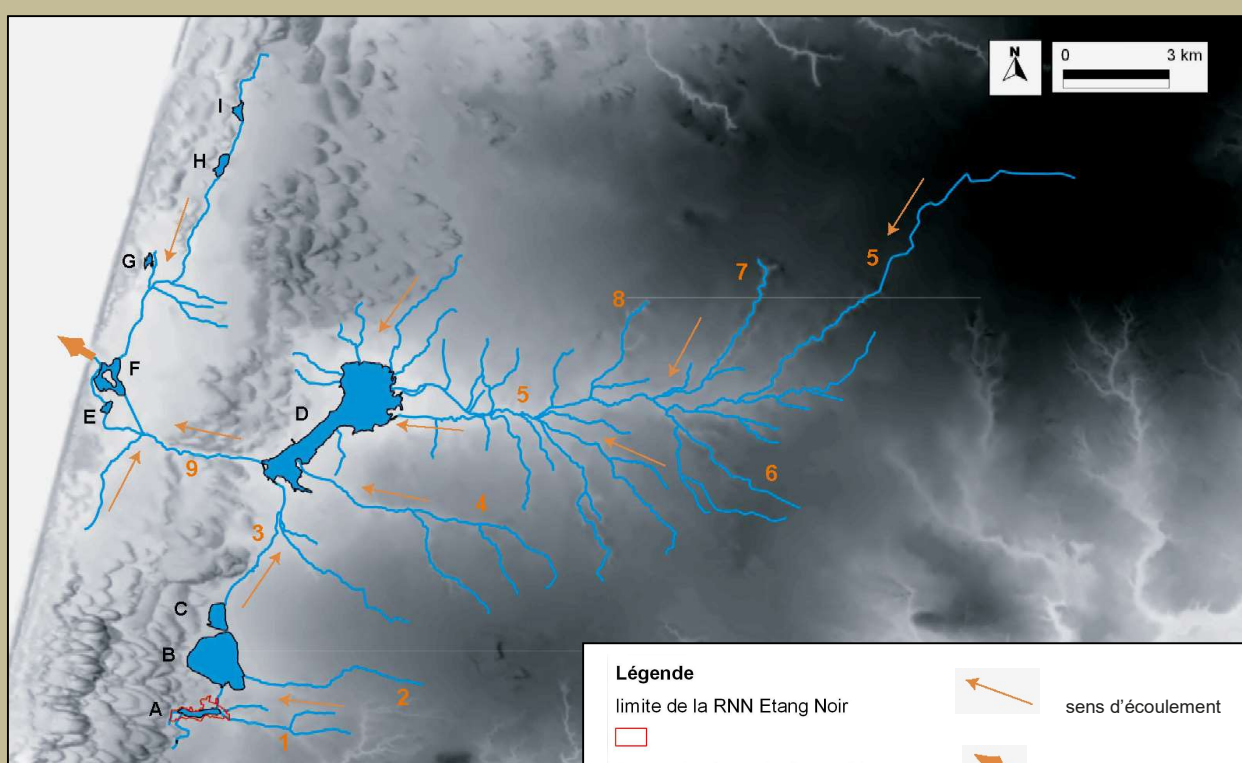 N
0 3 km
I
H
G
F
E
D
C
B
A
5
7
8
5
6
9
4
3
2
1
Légende
limite de la RNN Etang Noir
sens d'écoulement